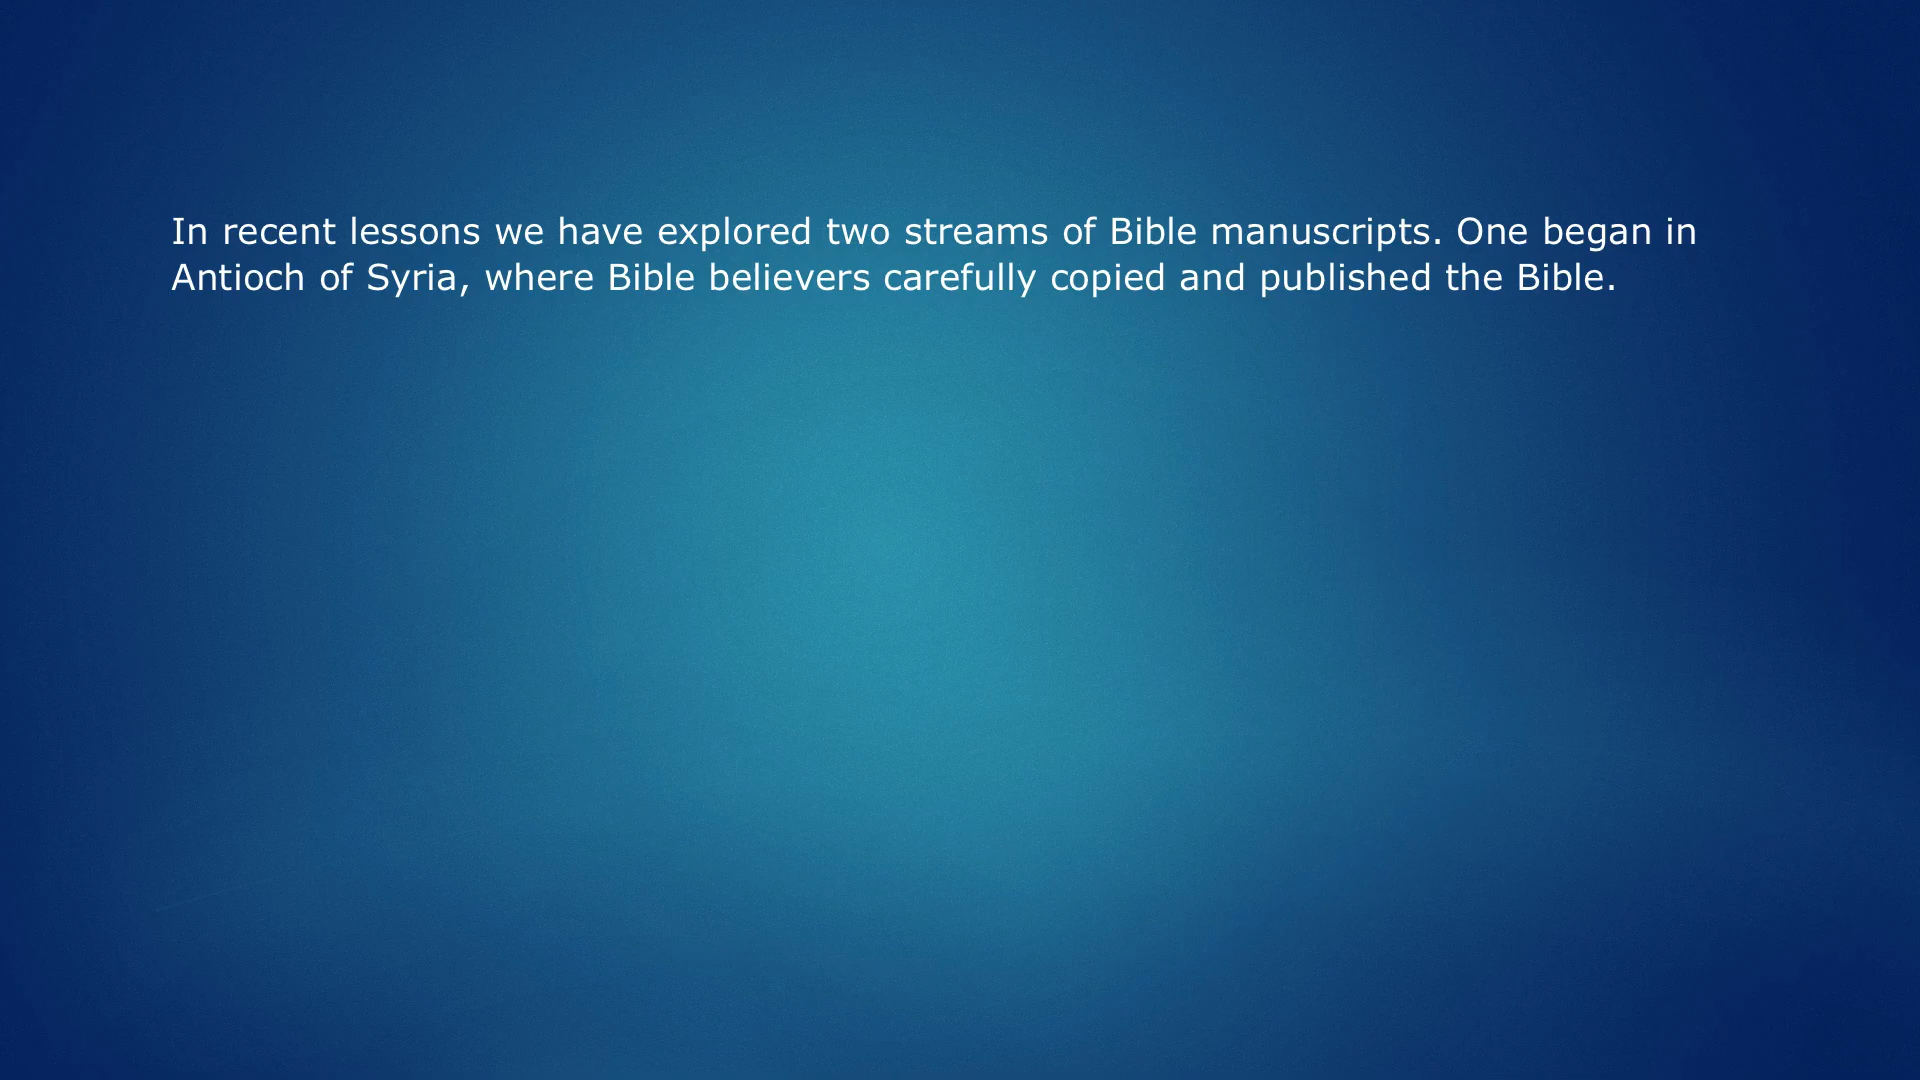 In recent lessons we have explored two streams of Bible manuscripts. One began in
Antioch of Syria, where Bible believers carefully copied and published the Bible.